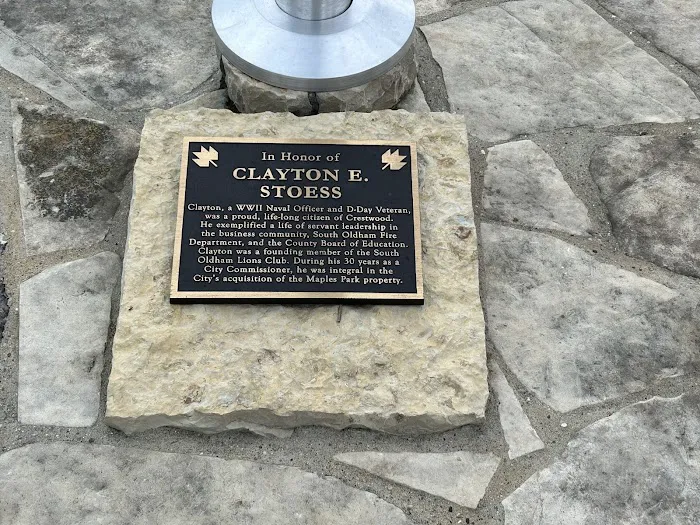 In Honor of
CLAYTON E.
STOESS
Clayton, a WWII Naval Officer and D-Day Veteran,
was a proud, life-long citizen of Crestwood.
He exemplified a life of servant leadership in
the business community, South Oldham Fire
Department, and the County Board of Education.
Clayton was a founding member of the South
Oldham Lions Club. During his 30 years as a
City Commissioner, he was integral in the
City's acquisition of the Maples Park property.